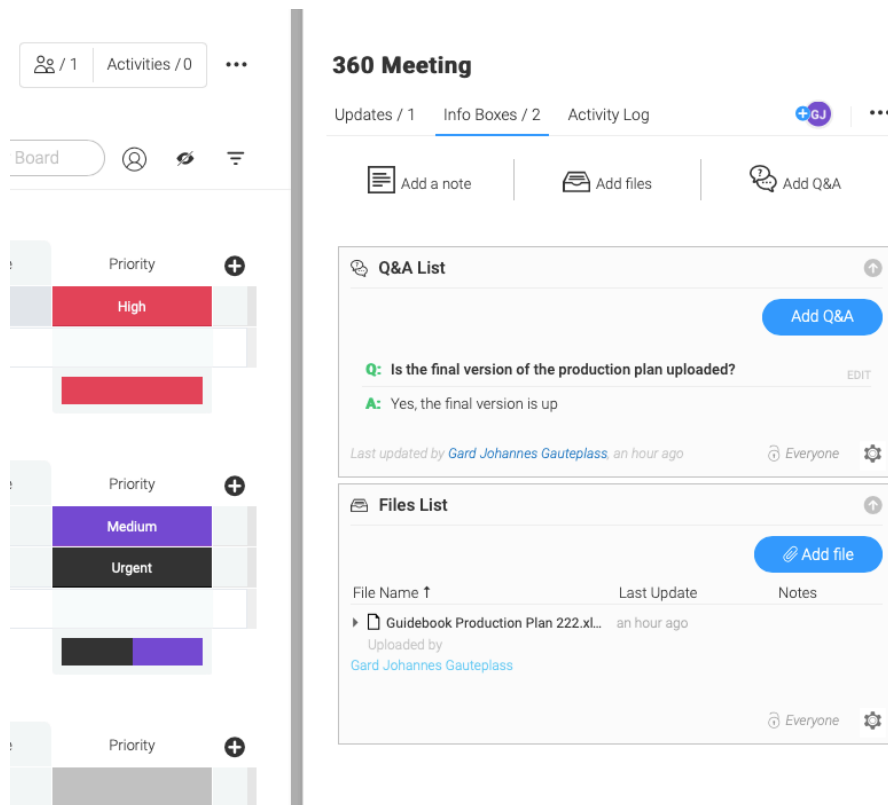 / 1
Activities / 0
Board
Priority
High
Priority
Medium
Urgent
Priority
360 Meeting
Updates / 1
Info Boxes / 2
Activity Log
GJ
Add a note
Add files
Add Q&A
Q&A List
Add Q&A
Q: Is the final version of the production plan uploaded?
EDIT
A: Yes, the final version is up
Last updated by Gard Johannes Gauteplass, an hour ago
Everyone
Files List
Add file
File Name ↑ Last Update Notes
Guidebook Production Plan 222.xl... an hour ago
Uploaded by
Gard Johannes Gauteplass
Everyone